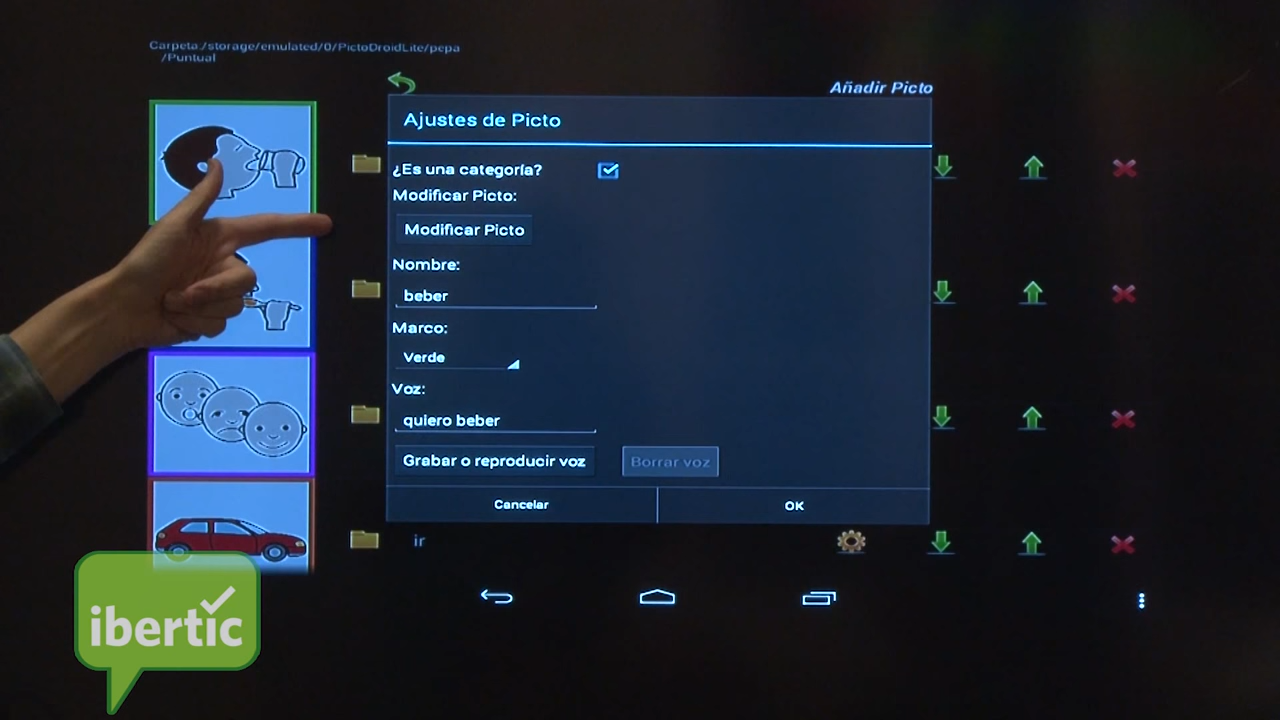 Carpeta:/storage/emulated/0/PictoDroidLite/pepa
/Puntual
Añadir Picto
Ajustes de Picto
¿Es una categoría?
Modificar Picto:
Modificar Picto
Nombre:
beber
Marco:
Verde
Voz:
quiero beber
Grabar o reproducir voz
Borrar voz
Cancelar
OK
ir
ibertic